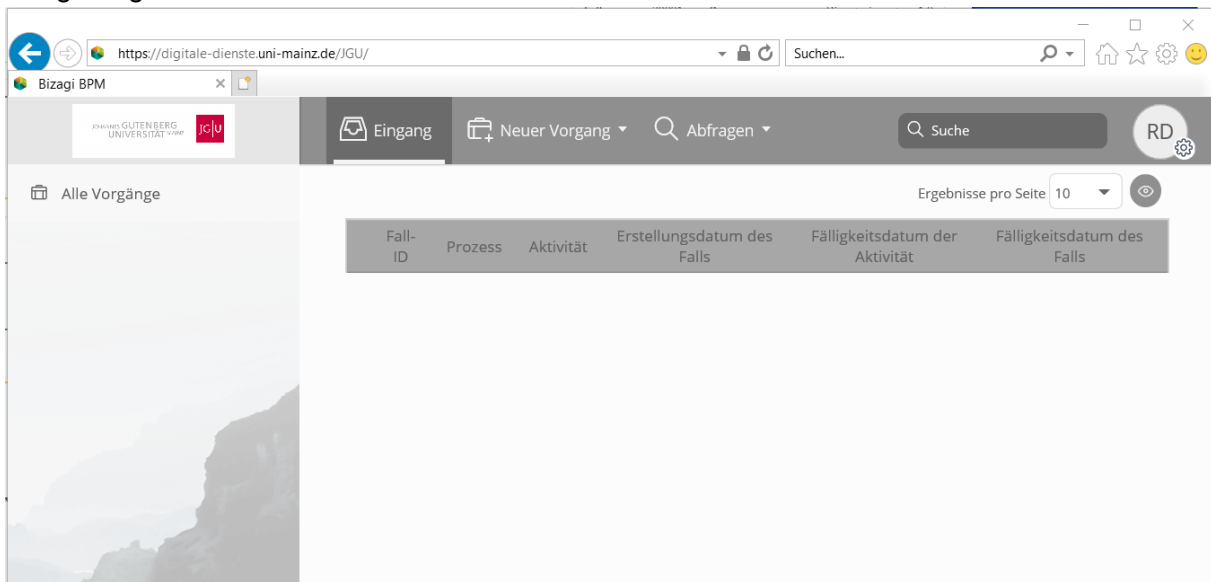 https://digitale-dienste.uni-mainz.de/JGU/
Suchen...
Bizagi BPM
JOHANNES GUTENBERG
UNIVERSITÄT MAINZ
JG|U
Eingang
Neuer Vorgang
Abfragen
Suche
RD
Alle Vorgänge
Ergebnisse pro Seite 10
Fall-
ID
Prozess
Aktivität
Erstellungsdatum des
Falls
Fälligkeitsdatum der
Aktivität
Fälligkeitsdatum des
Falls